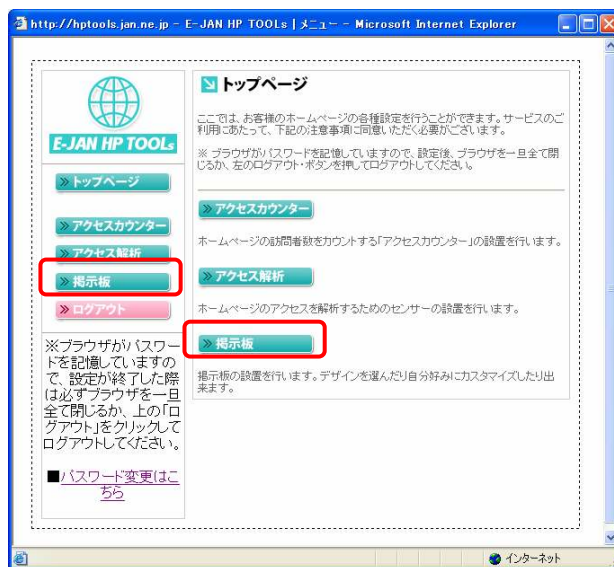 http://hptools.jan.ne.jp - E-JAN HP TOOLs | メニュー - Microsoft Internet Explorer
E-JAN HP TOOLs
トップページ
アクセスカウンター
アクセス解析
掲示板
ログアウト
※ブラウザがパスワー
ドを記憶していますの
で、設定が終了した際
は必ずブラウザを一旦
全て閉じるか、上の「ロ
グアウト」をクリックして
ログアウトしてください。
■パスワード変更はこ
ちら
トップページ
ここでは、お客様のホームページの各種設定を行うことができます。サービスのご
利用にあたって、下記の注意事項に同意いただく必要がございます。
※ ブラウザがパスワードを記憶していますので、設定後、ブラウザを一旦全て閉
じるか、左のログアウト・ボタンを押してログアウトしてください。
アクセスカウンター
ホームページの訪問者数をカウントする「アクセスカウンター」の設置を行います。
アクセス解析
ホームページのアクセスを解析するためのセンサーの設置を行います。
掲示板
掲示板の設置を行います。デザインを選んだり自分好みにカスタマイズしたり出
来ます。
インターネット